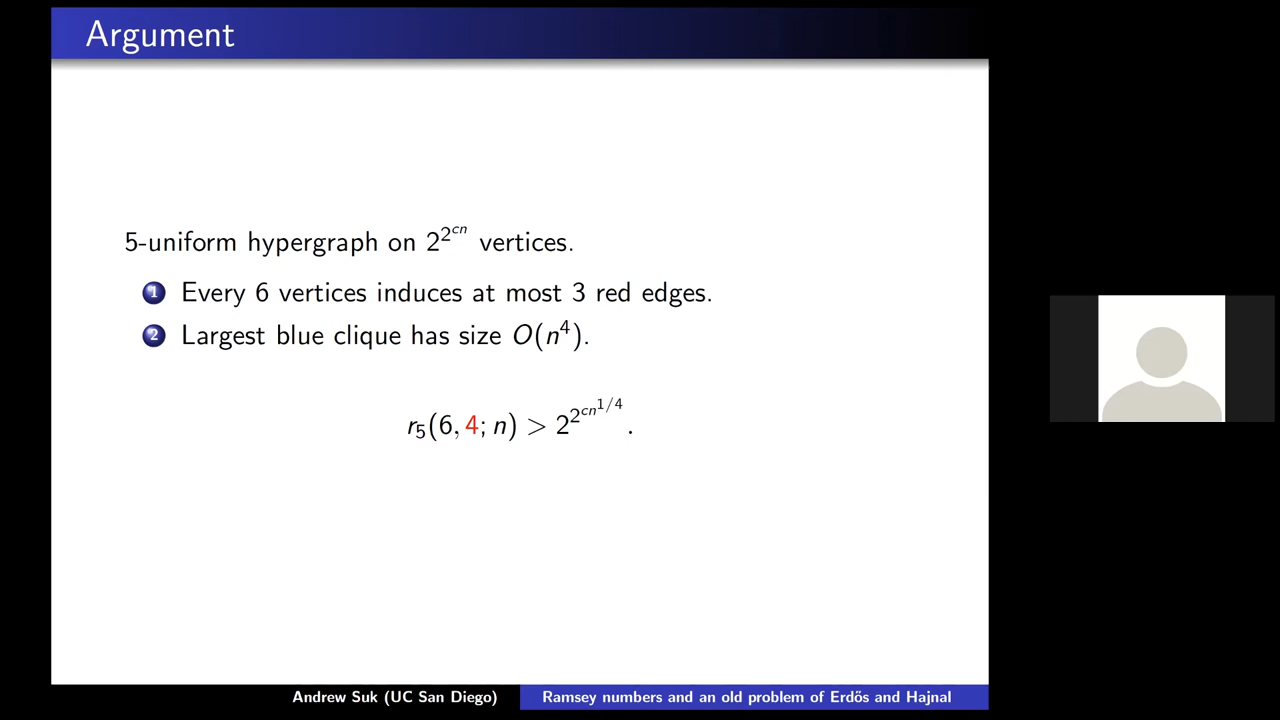 Argument
5-uniform hypergraph on $2^{2^{cn}}$ vertices.
1 Every 6 vertices induces at most 3 red edges.
2 Largest blue clique has size $O(n^4)$.
$r_5(6, 4; n) > 2^{2^{cn^{1/4}}}.$
Andrew Suk (UC San Diego) Ramsey numbers and an old problem of Erdős and Hajnal